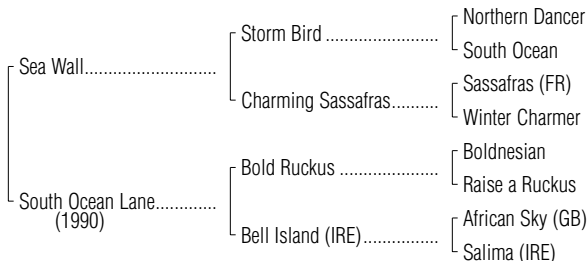 Northern Dancer
Storm Bird ........................
South Ocean
Sea Wall............................
Sassafras (FR)
Charming Sassafras..........
Winter Charmer
Boldnesian
Bold Ruckus .....................
Raise a Ruckus
South Ocean Lane.............
(1990)
African Sky (GB)
Bell Island (IRE)................
Salima (IRE)